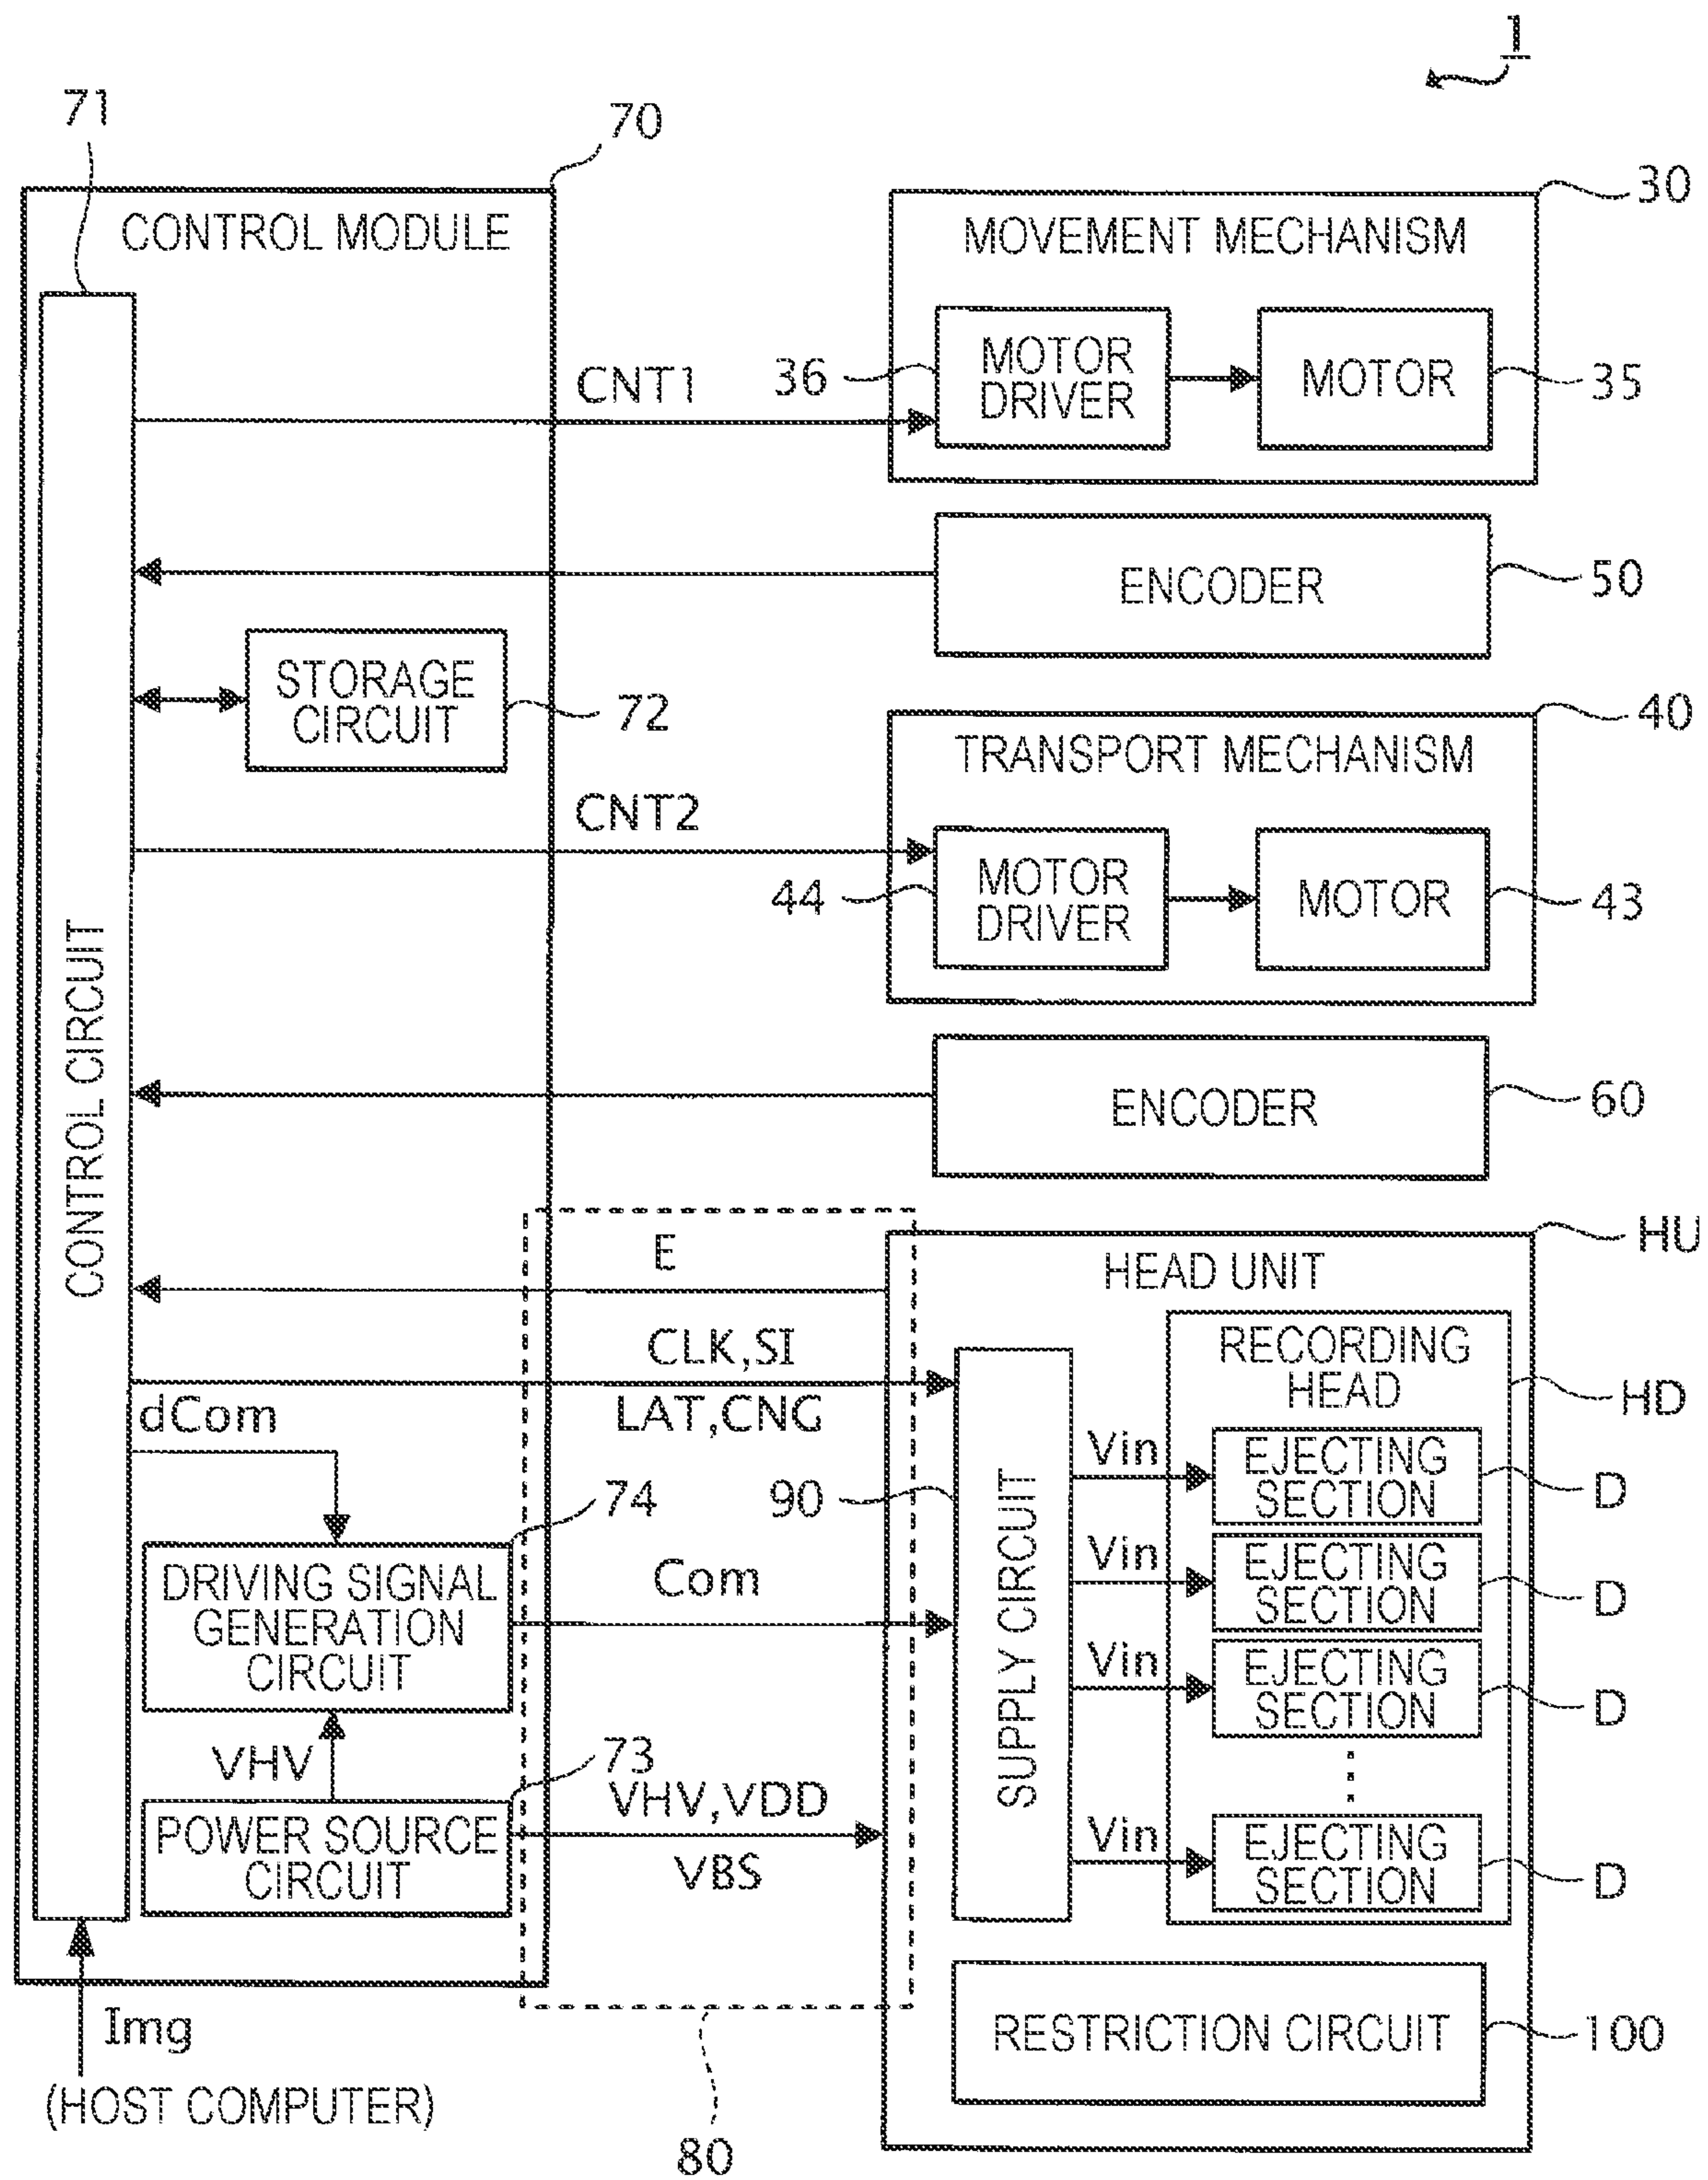 1
71
70
30
CONTROL MODULE
MOVEMENT MECHANISM
CNT1
36
MOTOR
DRIVER
MOTOR
35
ENCODER
50
STORAGE
CIRCUIT
72
40
TRANSPORT MECHANISM
CNT2
44
MOTOR
DRIVER
MOTOR
43
CONTROL CIRCUIT
ENCODER
60
HU
E
HEAD UNIT
CLK,SI
LAT,CNG
RECORDING
HEAD
HD
dCom
74
90
SUPPLY CIRCUIT
Vin
EJECTING
SECTION
D
DRIVING SIGNAL
GENERATION
CIRCUIT
Com
Vin
EJECTING
SECTION
D
Vin
EJECTING
SECTION
D
VHV
73
VHV,VDD
VBS
POWER SOURCE
CIRCUIT
Vin
EJECTING
SECTION
D
Img
(HOST COMPUTER)
80
RESTRICTION CIRCUIT
100